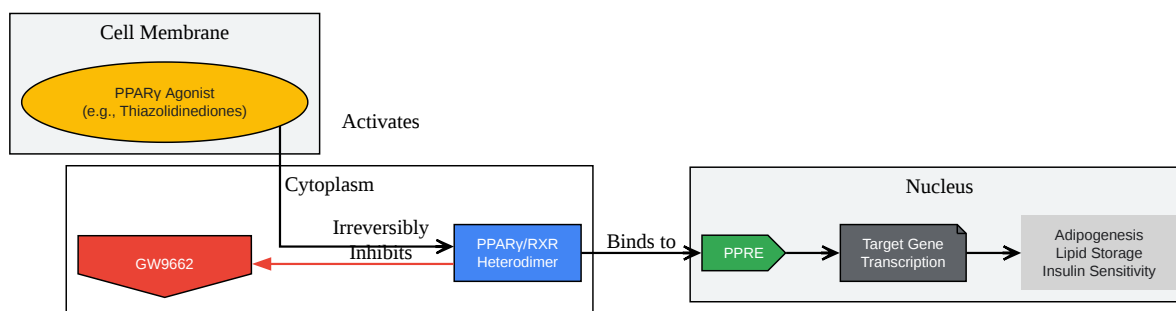 Cell Membrane
PPARγ Agonist
(e.g., Thiazolidinediones)
Activates
Cytoplasm
Irreversibly
Inhibits
GW9662
PPARγ/RXR
Heterodimer
Binds to
Nucleus
PPRE
Target Gene
Transcription
Adipogenesis
Lipid Storage
Insulin Sensitivity